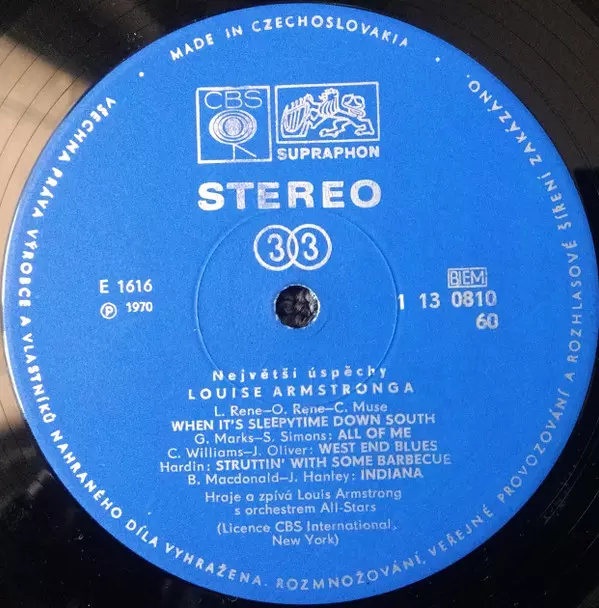 • MADE IN CZECHOSLOVAKIA •
CBS
SUPRAPHON
STEREO
33
E 1616
Ⓟ 1970
BIEM
1 13 0810
60
Největší úspěchy
LOUISE ARMSTRONGA
L. Rene–O. Rene–C. Muse
WHEN IT'S SLEEPYTIME DOWN SOUTH
G. Marks–S. Simons: ALL OF ME
C. Williams–J. Oliver: WEST END BLUES
Hardin: STRUTTIN' WITH SOME BARBECUE
B. Macdonald–J. Hanley: INDIANA
Hraje a zpívá Louis Armstrong
s orchestrem All-Stars
(Licence CBS International,
New York)
VŠECHNA PRÁVA VÝROBCE A VLASTNÍKŮ NAHRANÉHO DÍLA VYHRAŽENA. ROZMNOŽOVÁNÍ, VEŘEJNÉ PROVOZOVÁNÍ A ROZHLASOVÉ ŠÍŘENÍ ZAKÁZÁNO.